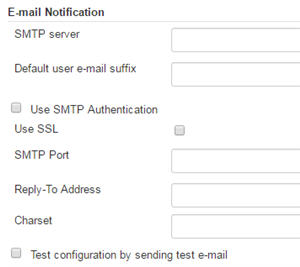 E-mail Notification
SMTP server
Default user e-mail suffix
Use SMTP Authentication
Use SSL
SMTP Port
Reply-To Address
Charset
Test configuration by sending test e-mail